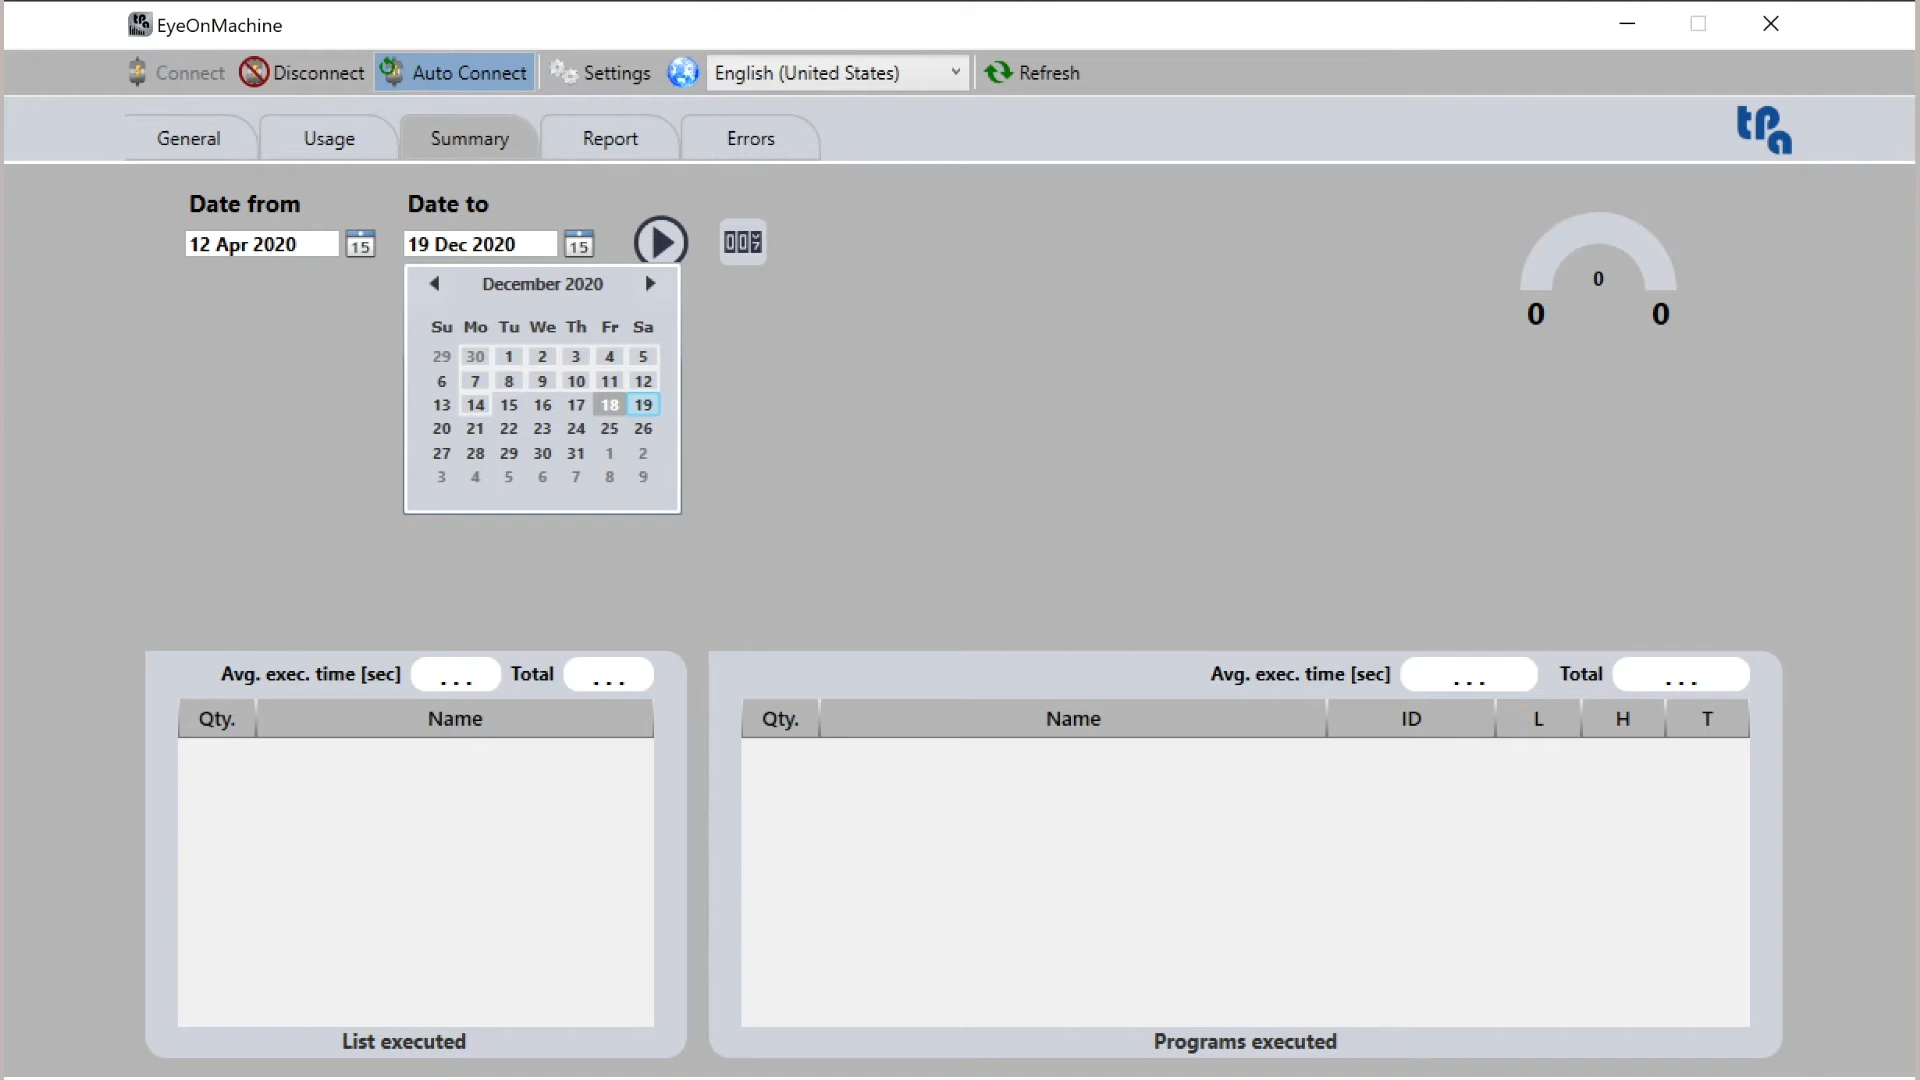 EyeOnMachine
Connect Disconnect Auto Connect Settings English (United States) Refresh
General Usage Summary Report Errors
tpa
Date from Date to
12 Apr 2020 15 19 Dec 2020 15 007
December 2020
Su Mo Tu We Th Fr Sa
29 30 1 2 3 4 5
6 7 8 9 10 11 12
13 14 15 16 17 18 19
20 21 22 23 24 25 26
27 28 29 30 31 1 2
3 4 5 6 7 8 9
0
0 0
Avg. exec. time [sec] ... Total ...
Qty. Name
List executed
Avg. exec. time [sec] ... Total ...
Qty. Name ID L H T
Programs executed